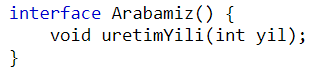 interface Arabamiz() {
    void uretimYili(int yil);
}